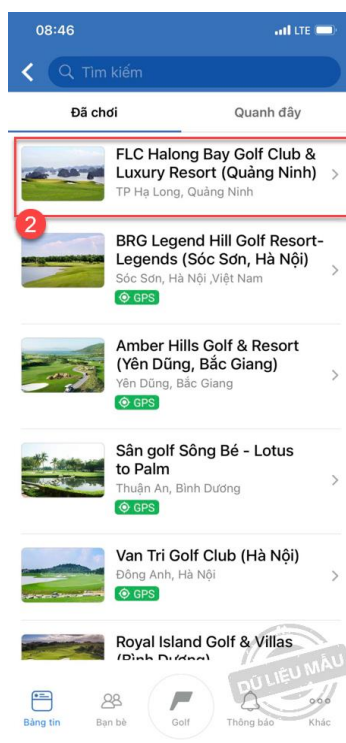 08:46
LTE
Tìm kiếm
Đã chơi
Quanh đây
FLC Halong Bay Golf Club &
Luxury Resort (Quảng Ninh)
TP Hạ Long, Quảng Ninh
2
BRG Legend Hill Golf Resort-
Legends (Sóc Sơn, Hà Nội)
Sóc Sơn, Hà Nội ,Việt Nam
GPS
Amber Hills Golf & Resort
(Yên Dũng, Bắc Giang)
Yên Dũng, Bắc Giang
GPS
Sân golf Sông Bé - Lotus
to Palm
Thuận An, Bình Dương
GPS
Van Tri Golf Club (Hà Nội)
Đông Anh, Hà Nội
GPS
Royal Island Golf & Villas
(Bình Dương)
DỮ LIỆU MẪU
Bảng tin
Bạn bè
Golf
Thông báo
Khác